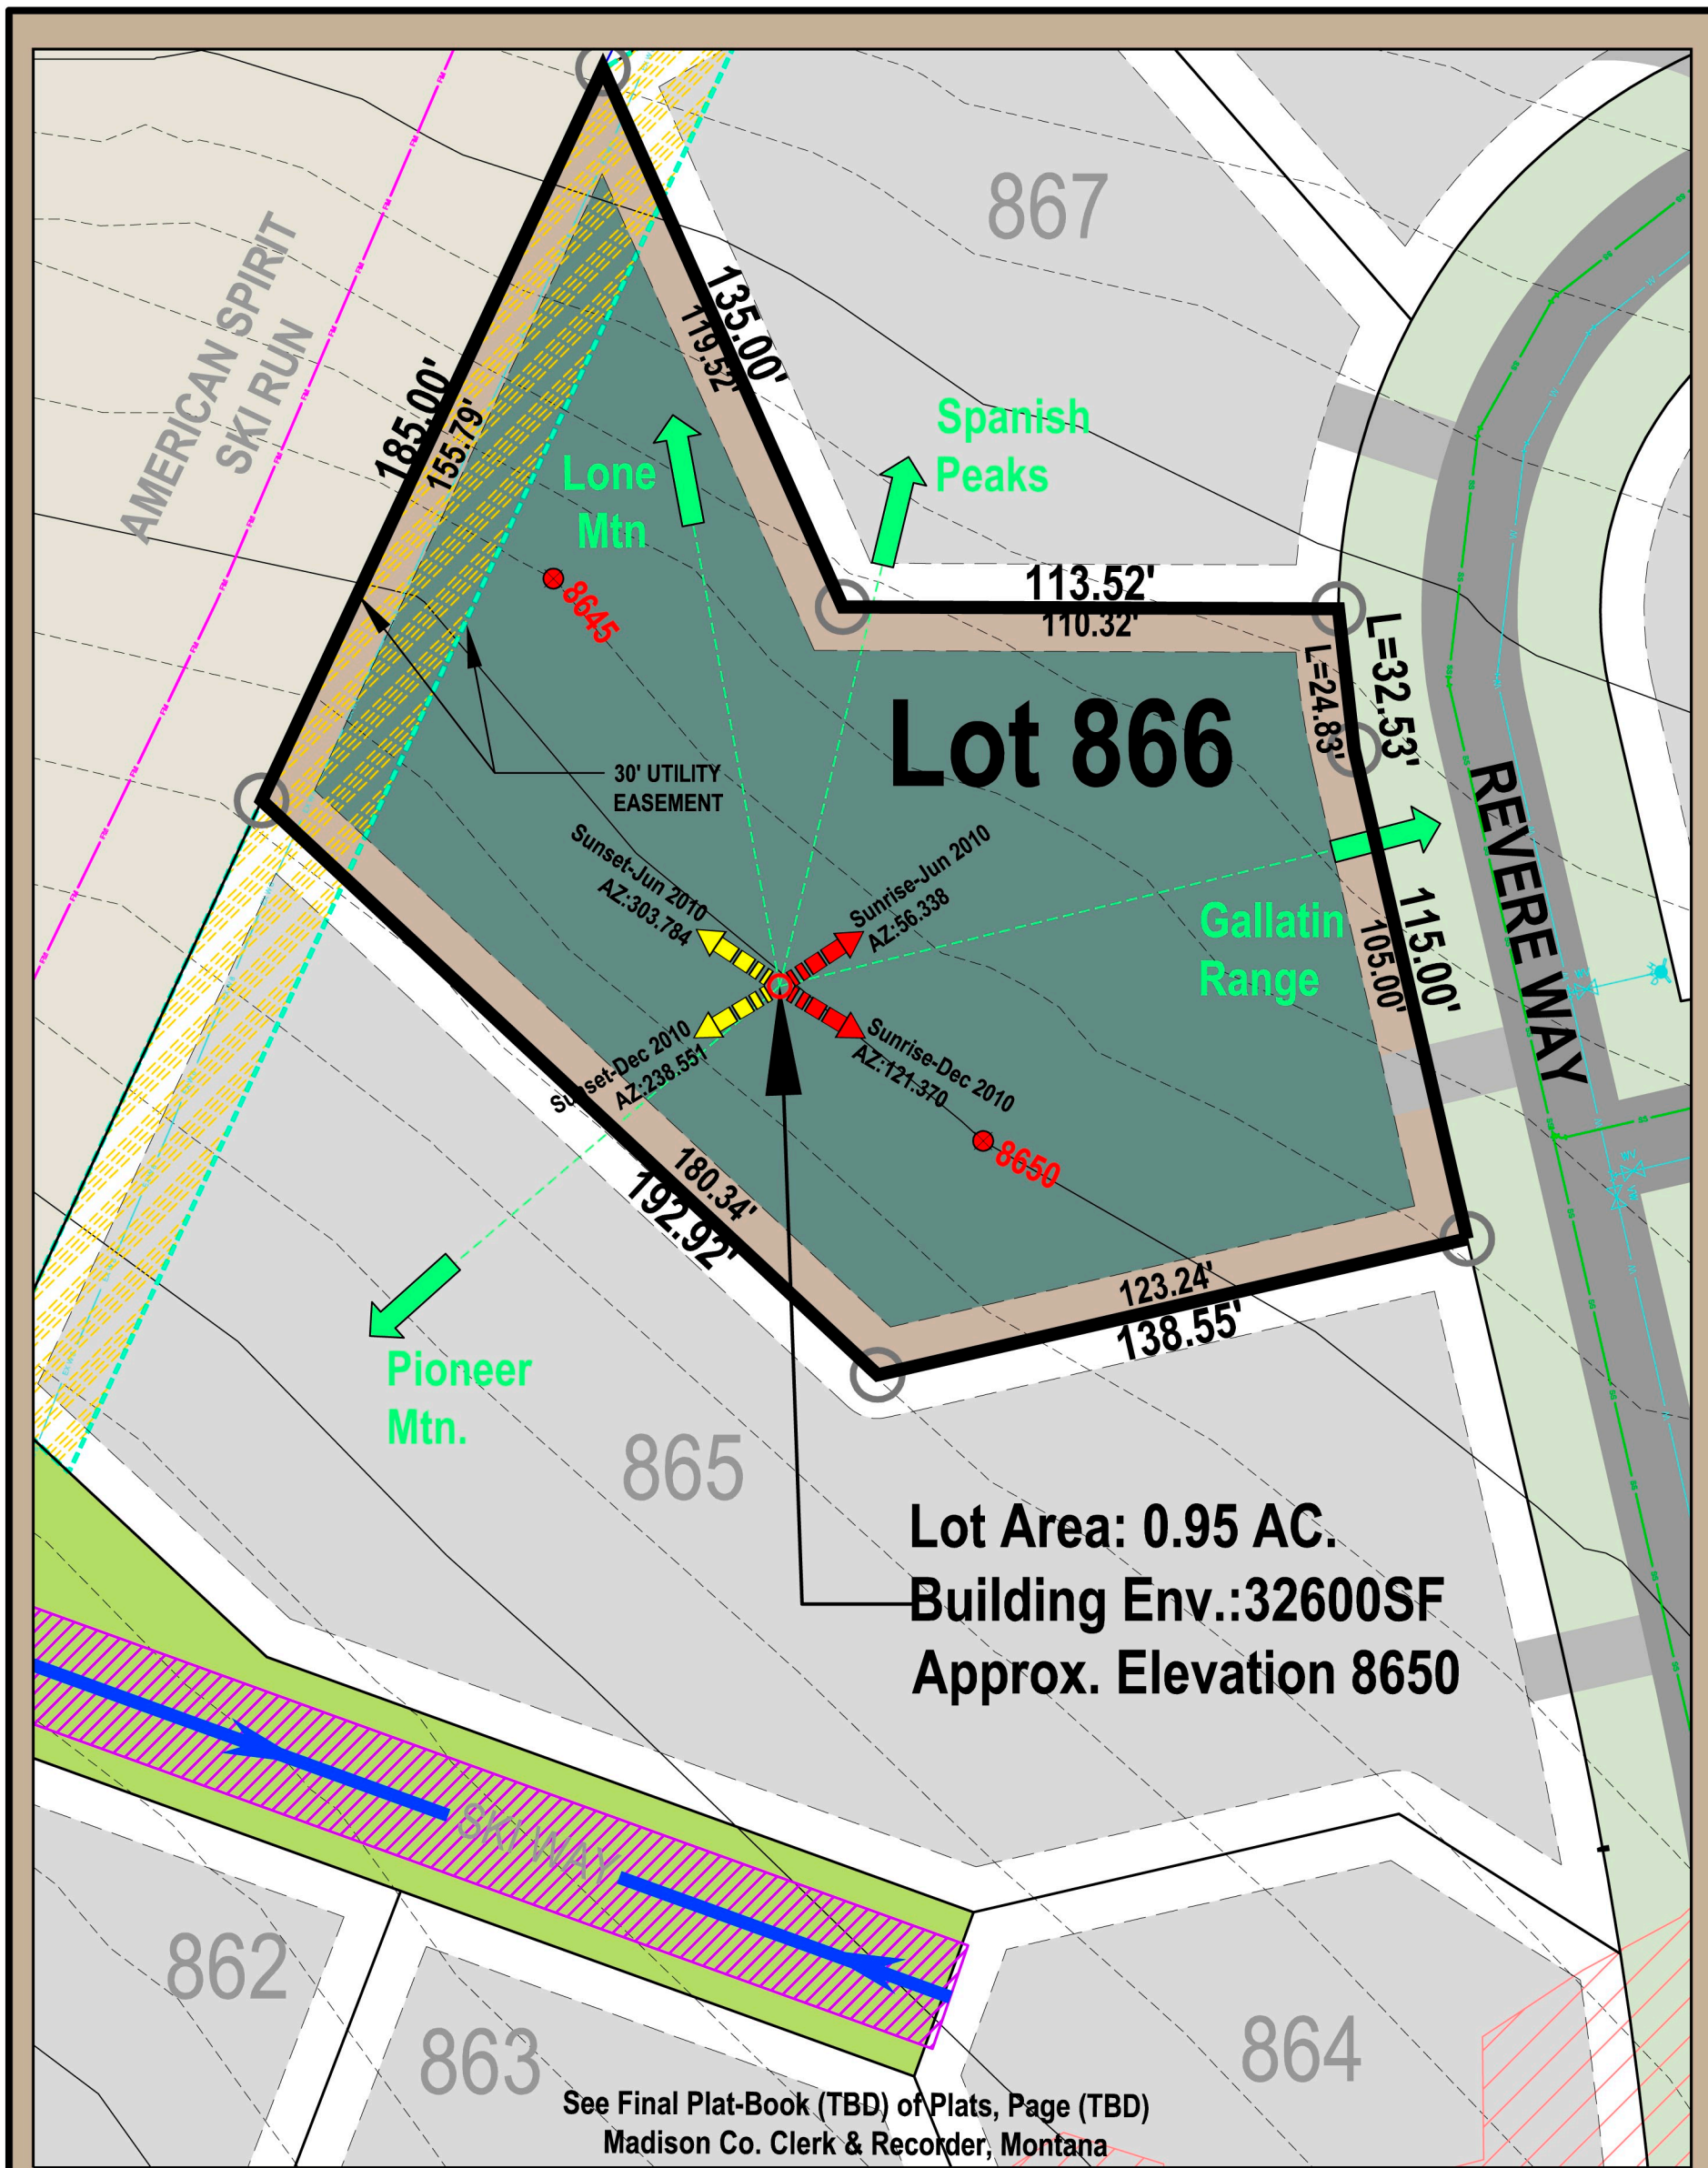 867
AMERICAN SPIRIT
SKI RUN
185.00'
155.79'
135.00'
119.52'
Lone
Mtn
Spanish
Peaks
8645
113.52'
110.32'
L=32.53'
L=24.83'
Lot 866
30' UTILITY
EASEMENT
REVERE WAY
Sunset-Jun 2010
AZ:303.784
Sunrise-Jun 2010
AZ:56.338
Gallatin
Range
115.00'
105.00'
Sunset-Dec 2010
AZ:238.551
Sunrise-Dec 2010
AZ:121.370
8650
180.34'
192.92'
123.24'
138.55'
Pioneer
Mtn.
865
Lot Area: 0.95 AC.
Building Env.:32600SF
Approx. Elevation 8650
SKI WAY
862
863
864
See Final Plat-Book (TBD) of Plats, Page (TBD)
Madison Co. Clerk & Recorder, Montana